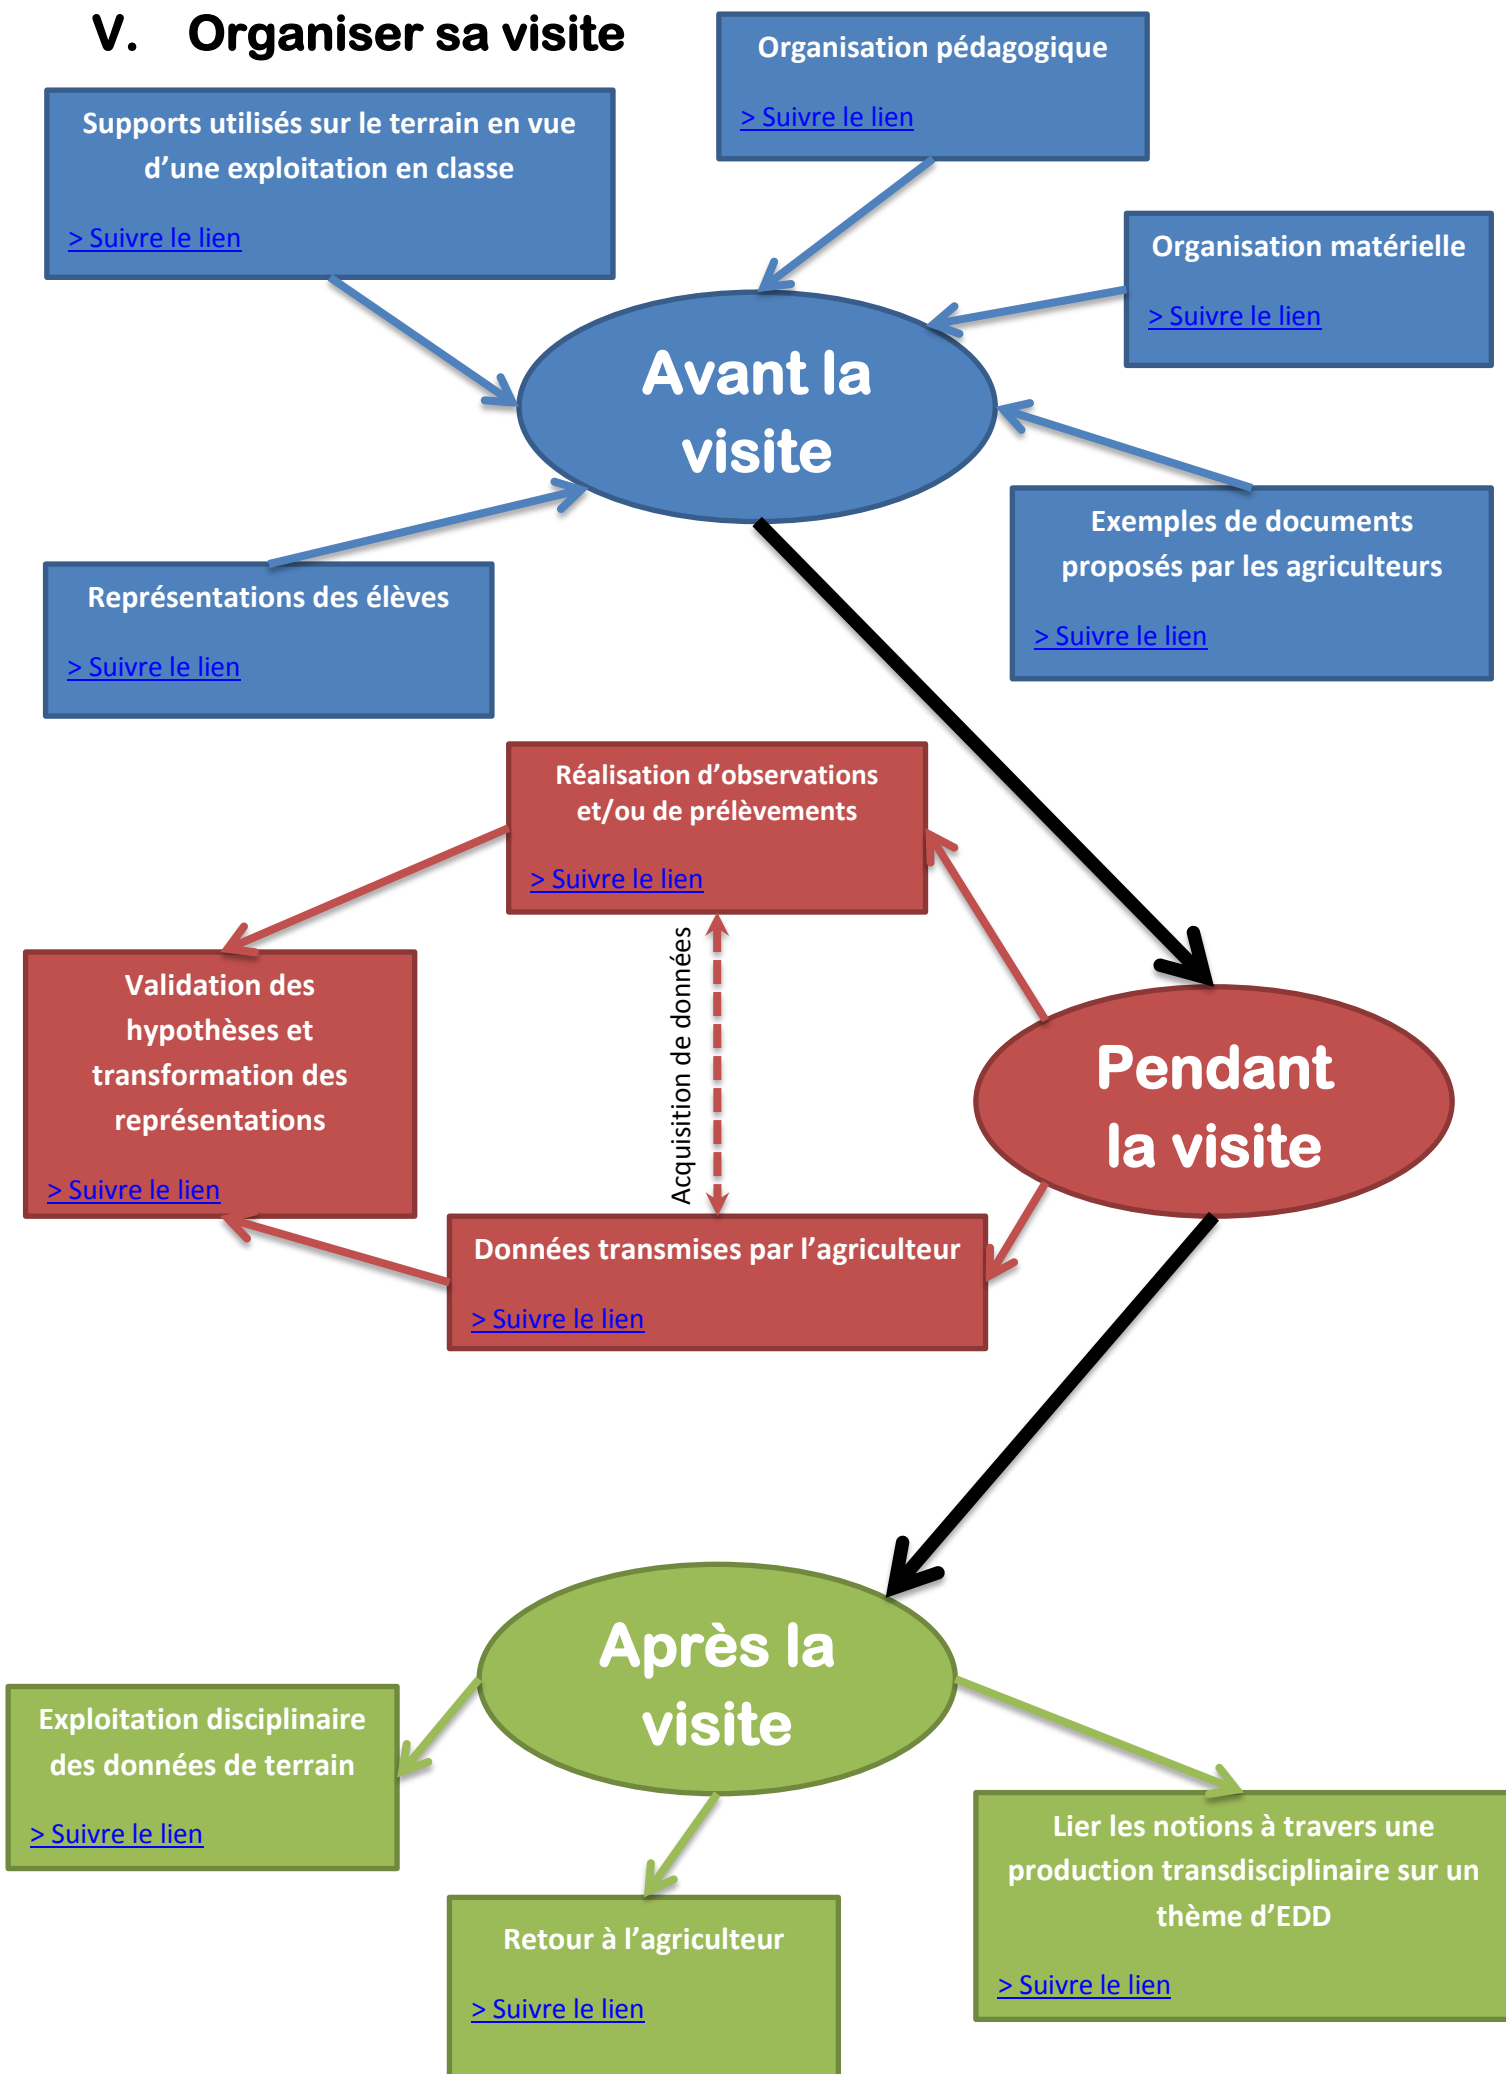 V. Organiser sa visite
Organisation pédagogique
> Suivre le lien
Supports utilisés sur le terrain en vue
d’une exploitation en classe
> Suivre le lien
Organisation matérielle
> Suivre le lien
Avant la
visite
Exemples de documents
proposés par les agriculteurs
> Suivre le lien
Représentations des élèves
> Suivre le lien
Réalisation d’observations
et/ou de prélèvements
> Suivre le lien
Acquisition de données
Validation des
hypothèses et
transformation des
représentations
> Suivre le lien
Pendant
la visite
Données transmises par l’agriculteur
> Suivre le lien
Après la
visite
Exploitation disciplinaire
des données de terrain
> Suivre le lien
Lier les notions à travers une
production transdisciplinaire sur un
thème d’EDD
> Suivre le lien
Retour à l’agriculteur
> Suivre le lien